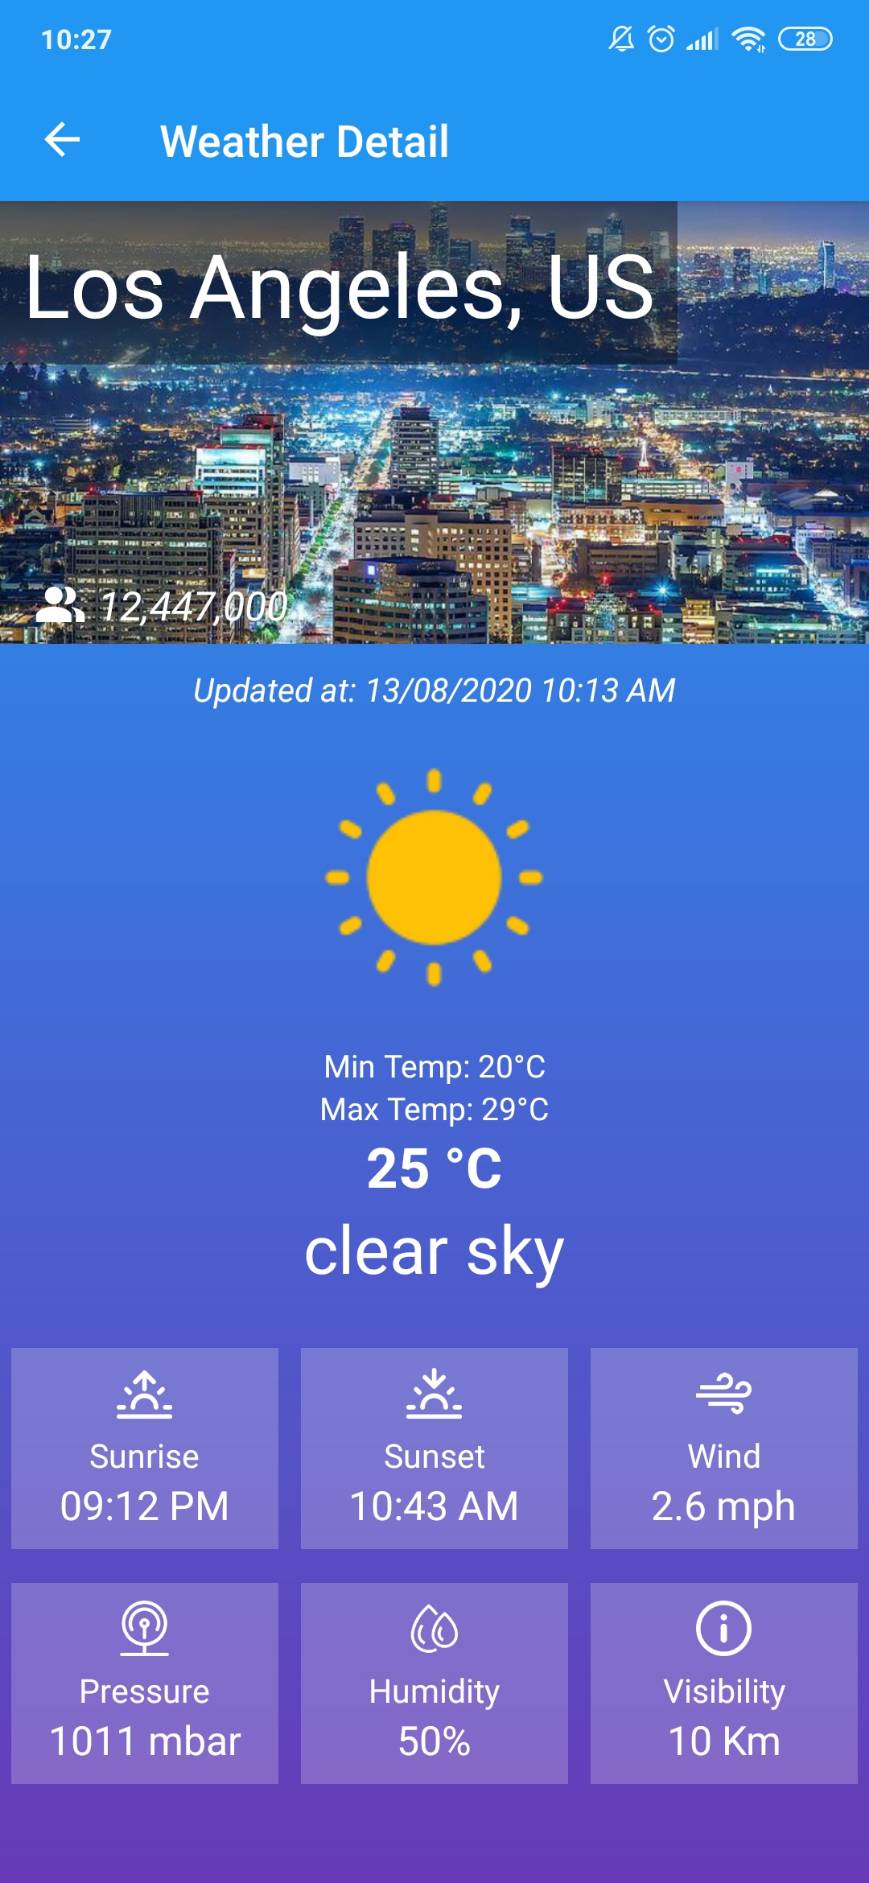 10:27
28
Weather Detail
Los Angeles, US
12,447,000
Updated at: 13/08/2020 10:13 AM
Min Temp: 20°C
Max Temp: 29°C
25 °C
clear sky
Sunrise
09:12 PM
Sunset
10:43 AM
Wind
2.6 mph
Pressure
1011 mbar
Humidity
50%
Visibility
10 Km